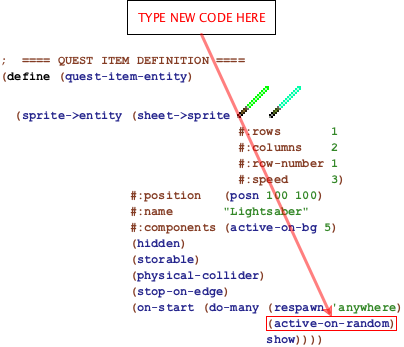 TYPE NEW CODE HERE
;  ==== QUEST ITEM DEFINITION ====
(define (quest-item-entity)
(sprite->entity (sheet->sprite
#:rows 1
#:columns 2
#:row-number 1
#:speed 3)
#:position (posn 100 100)
#:name "Lightsaber"
#:components (active-on-bg 5)
(hidden)
(storable)
(physical-collider)
(stop-on-edge)
(on-start (do-many (respawn 'anywhere)
(active-on-random)
show))))